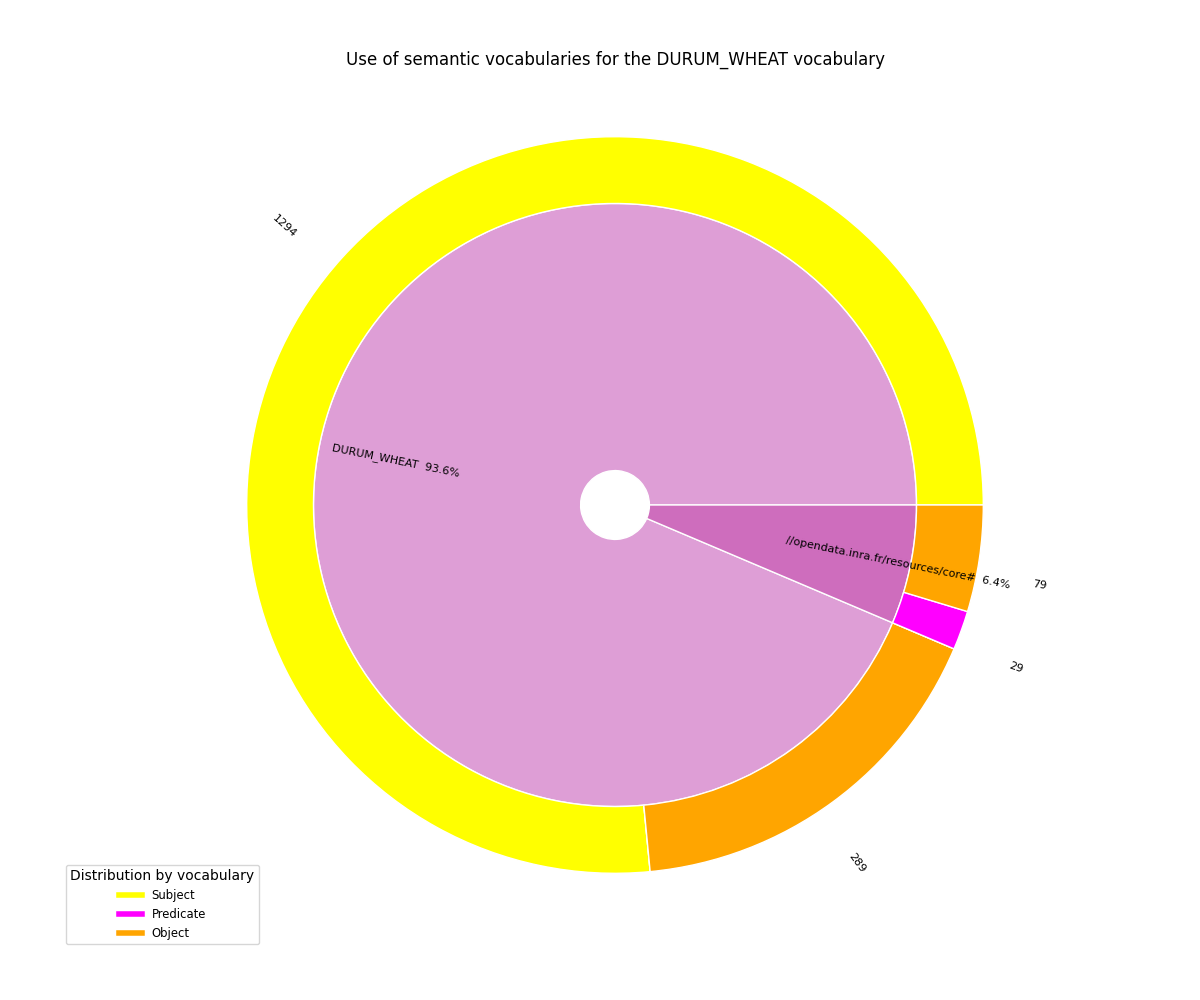 Use of semantic vocabularies for the DURUM_WHEAT vocabulary
1294
DURUM_WHEAT 93.6%
//opendata.inra.fr/resources/core# 6.4%
79
29
289
Distribution by vocabulary
Subject
Predicate
Object